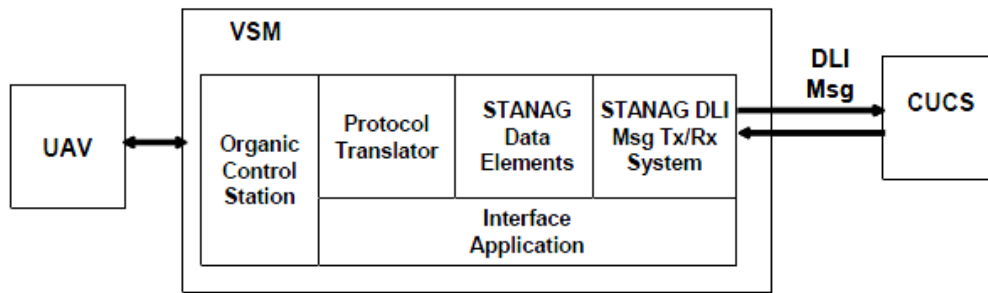 VSM
DLI
Msg
UAV
CUCS
Organic
Control
Station
Protocol
Translator
STANAG
Data
Elements
STANAG DLI
Msg Tx/Rx
System
Interface
Application